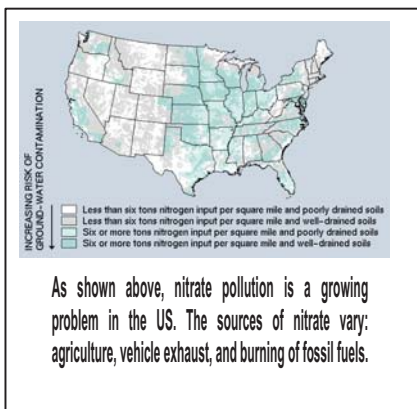 INCREASING RISK OF
GROUND-WATER CONTAMINATION
Less than six tons nitrogen input per square mile and poorly drained soils
Less than six tons nitrogen input per square mile and well-drained soils
Six or more tons nitrogen input per square mile and poorly drained soils
Six or more tons nitrogen input per square mile and well-drained soils
As shown above, nitrate pollution is a growing
problem in the US. The sources of nitrate vary:
agriculture, vehicle exhaust, and burning of fossil fuels.